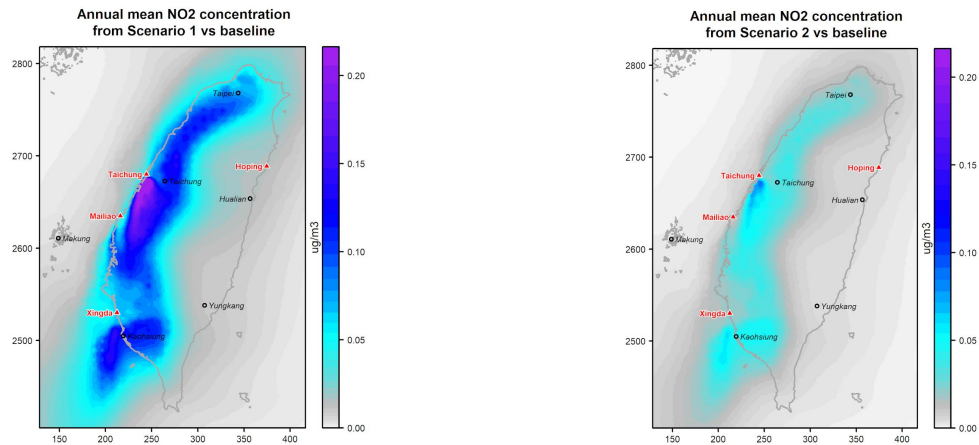 Annual mean NO2 concentration
from Scenario 1 vs baseline
2800
2700
2600
2500
150
200
250
300
350
400
Taipei
Hoping
Taichung
Taichung
Hualian
Mailiao
Makung
Yungkang
Xingda
Kaohsiung
0.20
0.15
0.10
0.05
0.00
ug/m3
Annual mean NO2 concentration
from Scenario 2 vs baseline
2800
2700
2600
2500
150
200
250
300
350
400
Taipei
Hoping
Taichung
Taichung
Hualian
Mailiao
Makung
Yungkang
Xingda
Kaohsiung
0.20
0.15
0.10
0.05
0.00
ug/m3